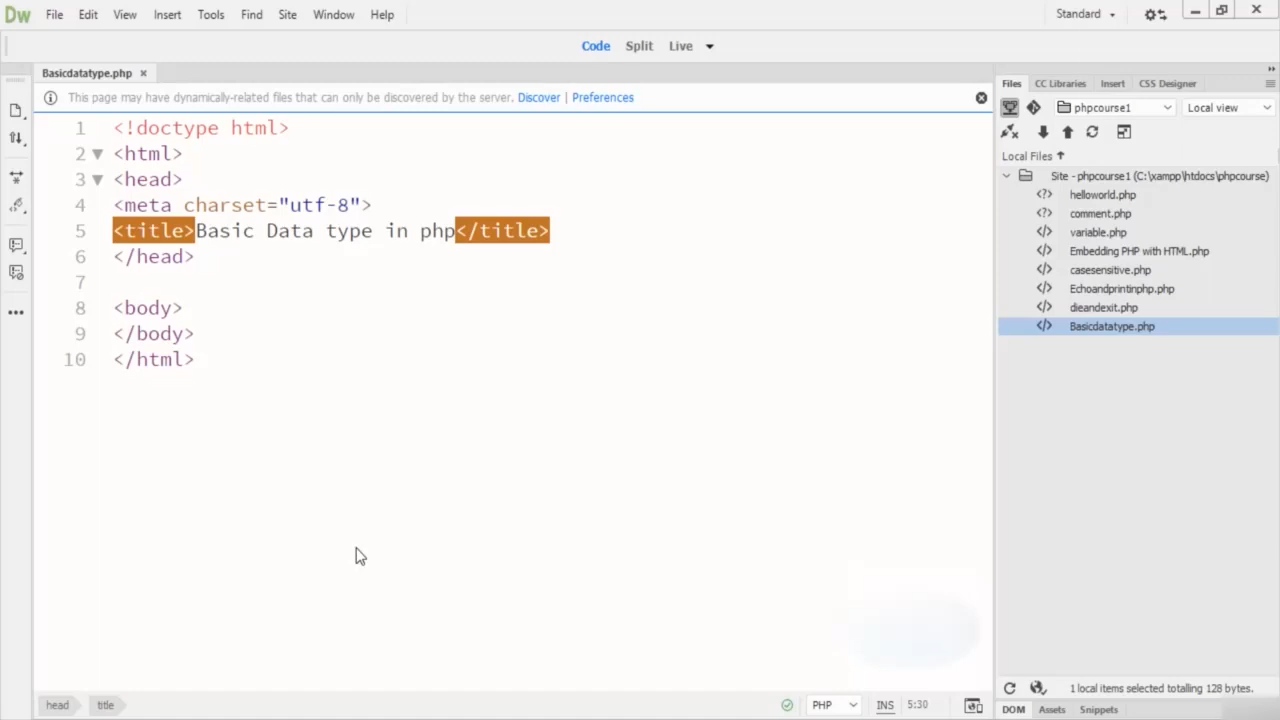 Dw File Edit View Insert Tools Find Site Window Help Standard
Code Split Live
Basicdatatype.php
This page may have dynamically-related files that can only be discovered by the server. Discover | Preferences
1 <!doctype html>
2 <html>
3 <head>
4 <meta charset="utf-8">
5 <title>Basic Data type in php</title>
6 </head>
7
8 <body>
9 </body>
10 </html>
head title PHP INS 5:30
Files CC Libraries Insert CSS Designer
phpcourse1 Local view
Local Files
Site - phpcourse1 (C:\xampp\htdocs\phpcourse)
helloworld.php
comment.php
variable.php
Embedding PHP with HTML.php
casesensitive.php
Echoandprintinphp.php
dieandexit.php
Basicdatatype.php
1 local items selected totalling 128 bytes.
DOM Assets Snippets